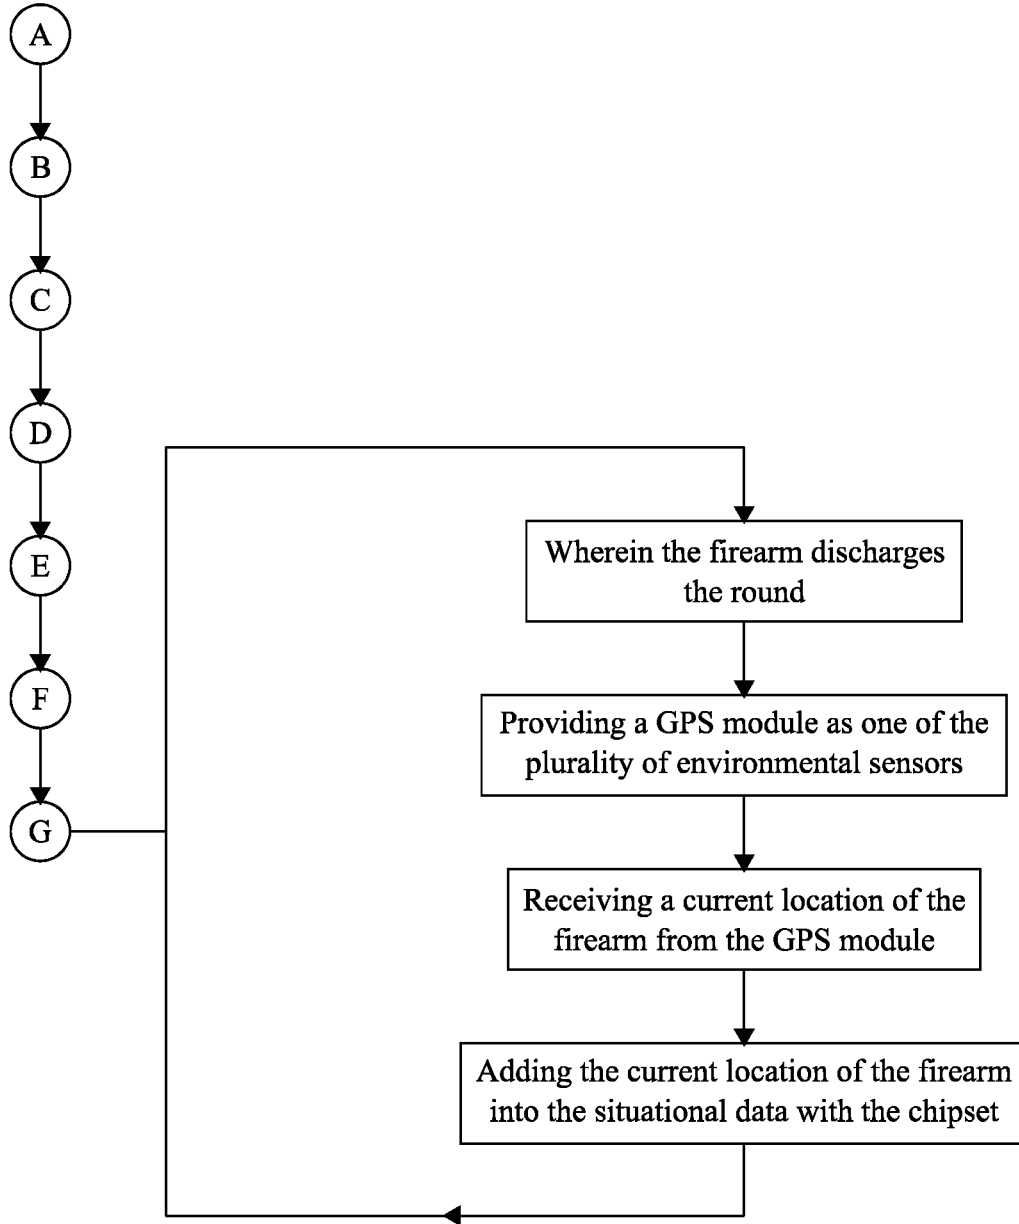 A
B
C
D
E
F
G
Wherein the firearm discharges
the round
Providing a GPS module as one of the
plurality of environmental sensors
Receiving a current location of the
firearm from the GPS module
Adding the current location of the firearm
into the situational data with the chipset